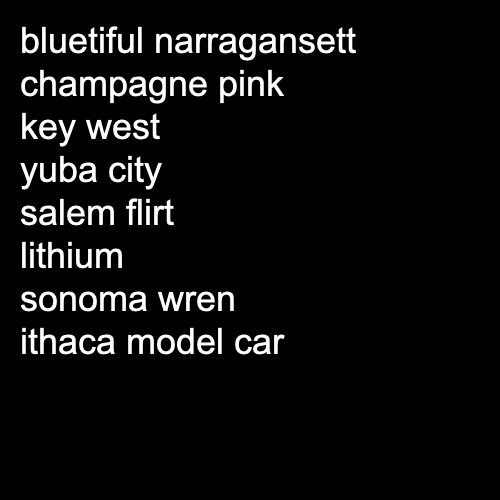 bluetiful narragansett
champagne pink
key west
yuba city
salem flirt
lithium
sonoma wren
ithaca model car